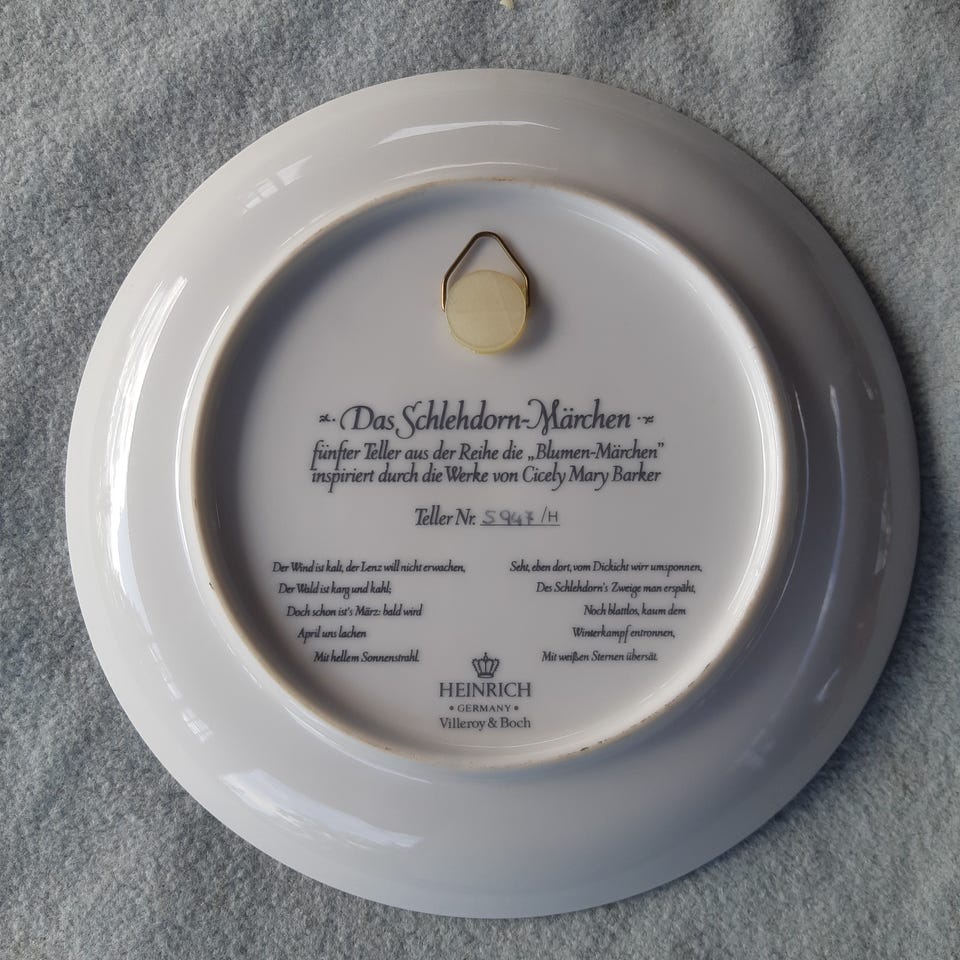 Das Schlehdorn-Märchen
fünfter Teller aus der Reihe die „Blumen-Märchen”
inspiriert durch die Werke von Cicely Mary Barker
Teller Nr. 5947 /H
Der Wind ist kalt, der Lenz will nicht erwachen,
Der Wald ist karg und kahl;
Doch schon ist's März: bald wird
April uns lachen
Mit hellem Sonnenstrahl.
Seht, eben dort, vom Dickicht wirr umsponnen,
Des Schlehdorn's Zweige man erspäht,
Noch blattlos, kaum dem
Winterkampf entronnen,
Mit weißen Sternen übersät.
HEINRICH
• GERMANY •
Villeroy & Boch